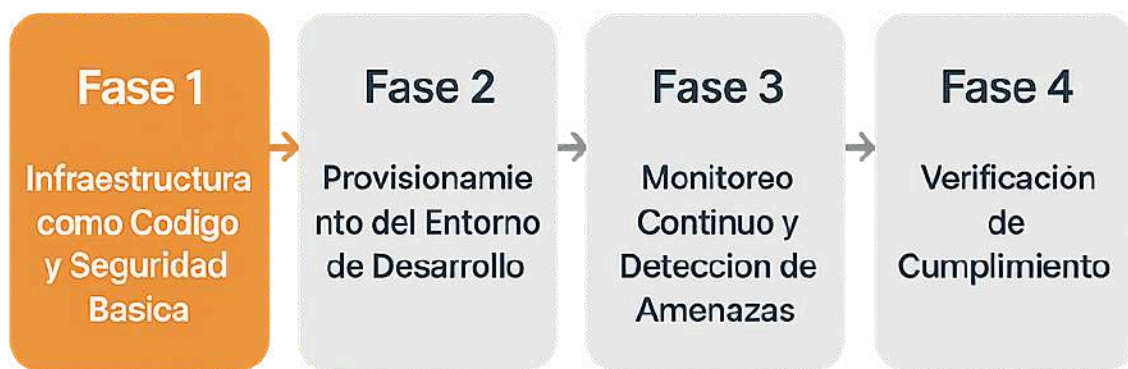 Fase 1
Infraestructura
como Codigo
y Seguridad
Basica
Fase 2
Provisionamie
nto del Entorno
de Desarrollo
Fase 3
Monitoreo
Continuo y
Deteccion de
Amenazas
Fase 4
Verificación
de
Cumplimiento